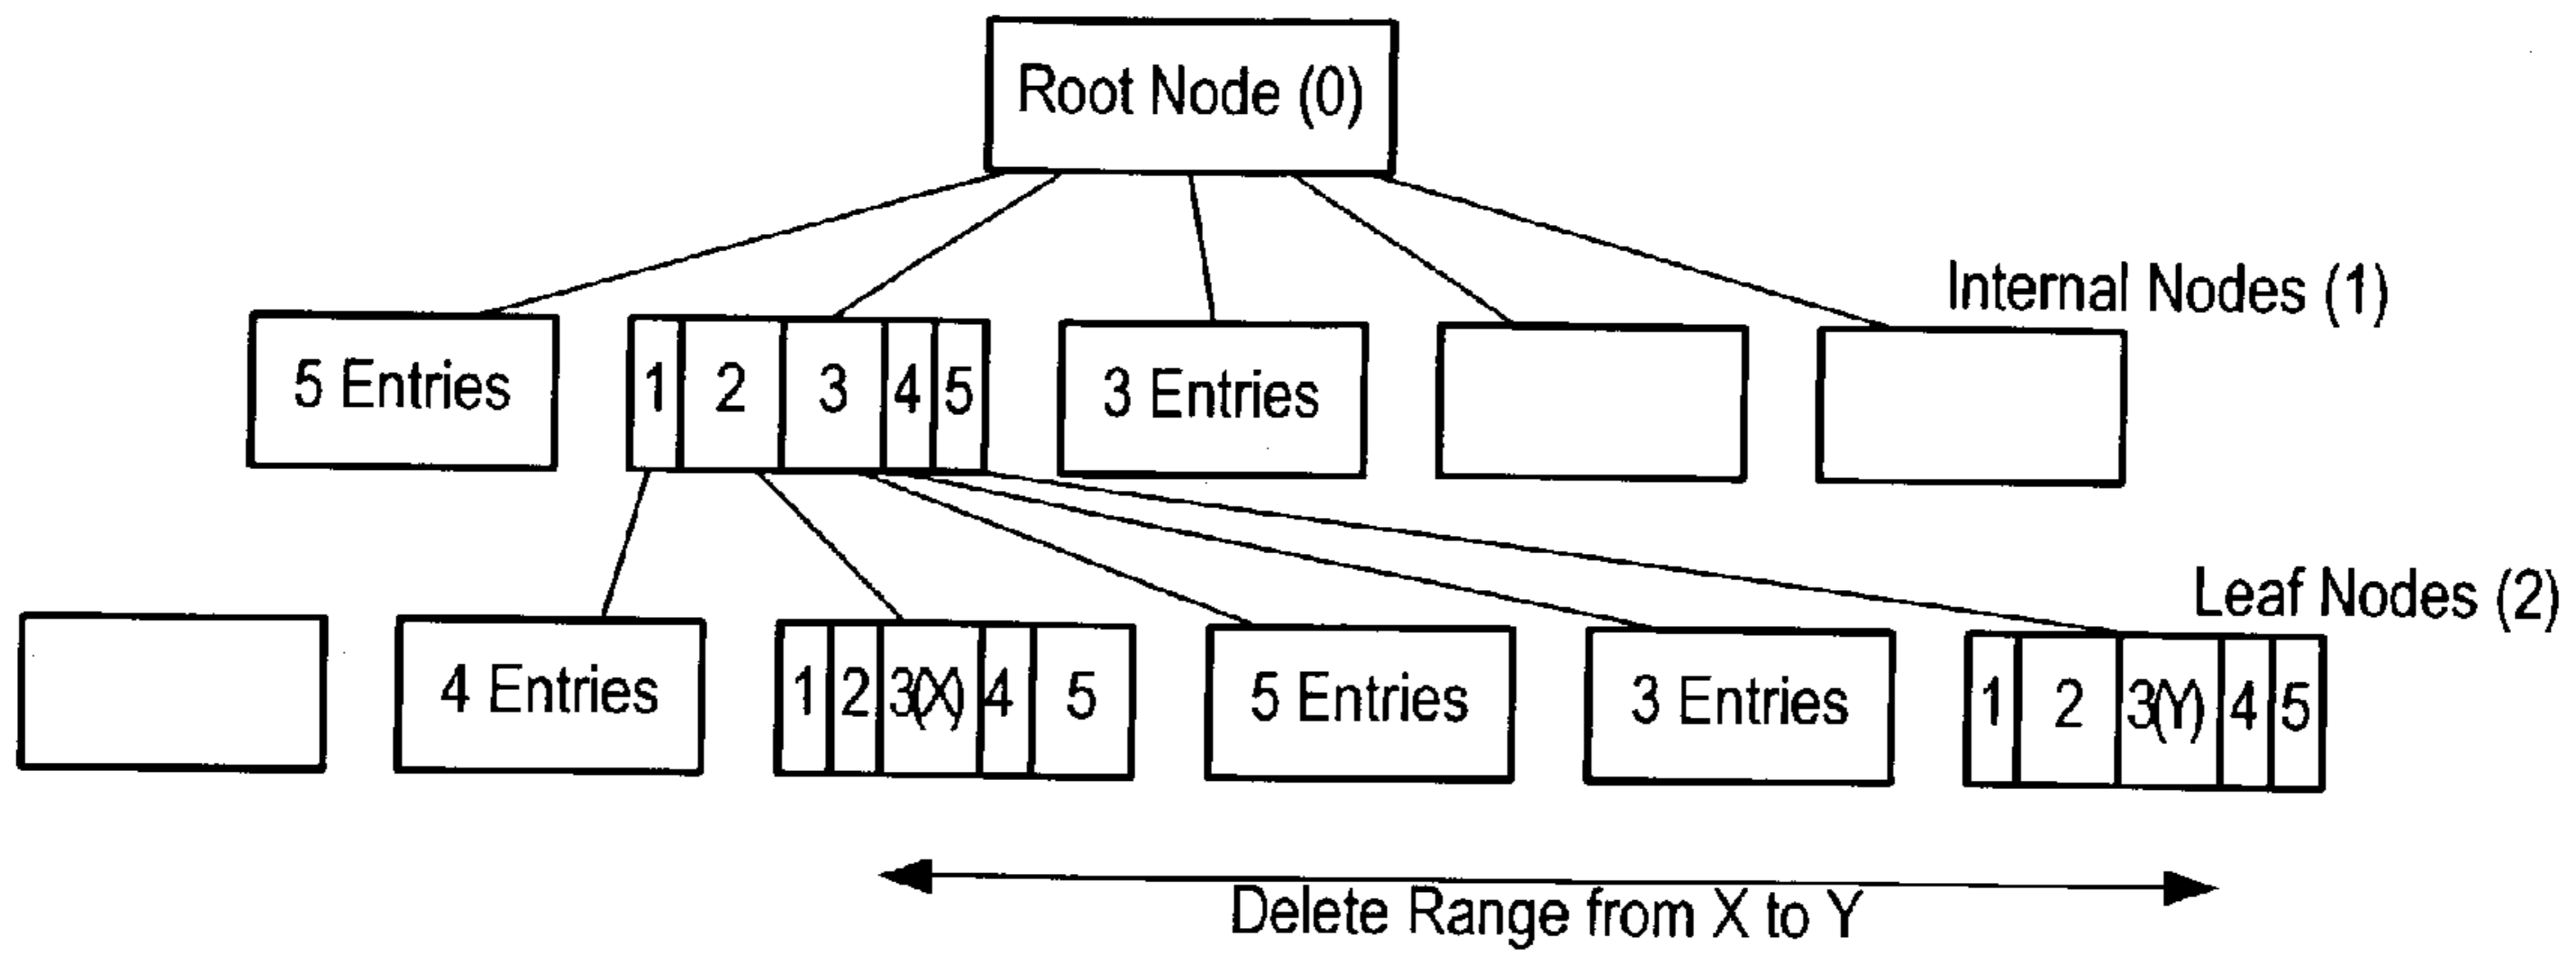 Root Node (0)
Internal Nodes (1)
5 Entries
1 2 3 4 5
3 Entries
Leaf Nodes (2)
4 Entries
1 2 3(X) 4 5
5 Entries
3 Entries
1 2 3(Y) 4 5
Delete Range from X to Y